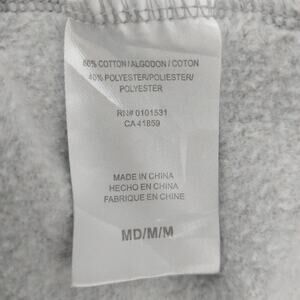 60% COTTON/ALGODON/COTON
40% POLYESTER/POLIESTER/
POLYESTER
RN# 0101531
CA 41859
MADE IN CHINA
HECHO EN CHINA
FABRIQUE EN CHINE
MD/M/M